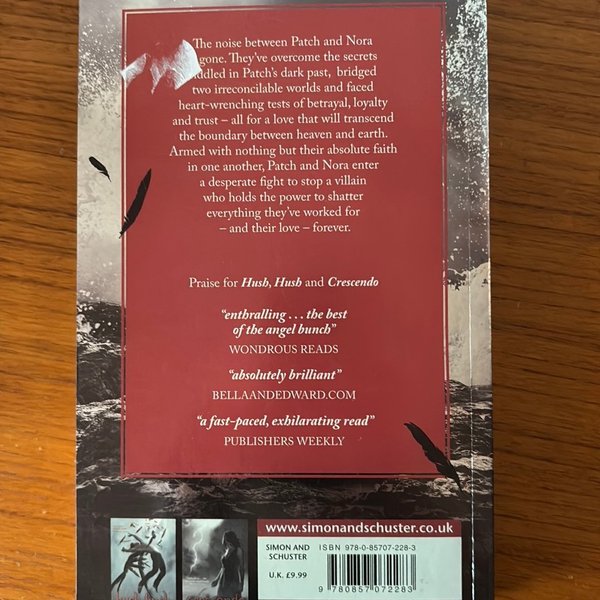 The noise between Patch and Nora
gone. They've overcome the secrets
ddled in Patch's dark past, bridged
two irreconcilable worlds and faced
heart-wrenching tests of betrayal, loyalty
and trust – all for a love that will transcend
the boundary between heaven and earth.
Armed with nothing but their absolute faith
in one another, Patch and Nora enter
a desperate fight to stop a villain
who holds the power to shatter
everything they've worked for
– and their love – forever.
Praise for Hush, Hush and Crescendo
“enthralling . . . the best
of the angel bunch”
WONDROUS READS
“absolutely brilliant”
BELLAANDEDWARD.COM
“a fast–paced, exhilarating read”
PUBLISHERS WEEKLY
www.simonandschuster.co.uk
SIMON AND
SCHUSTER
U.K. £9.99
ISBN 978-0-85707-228-3
9 780857 072283